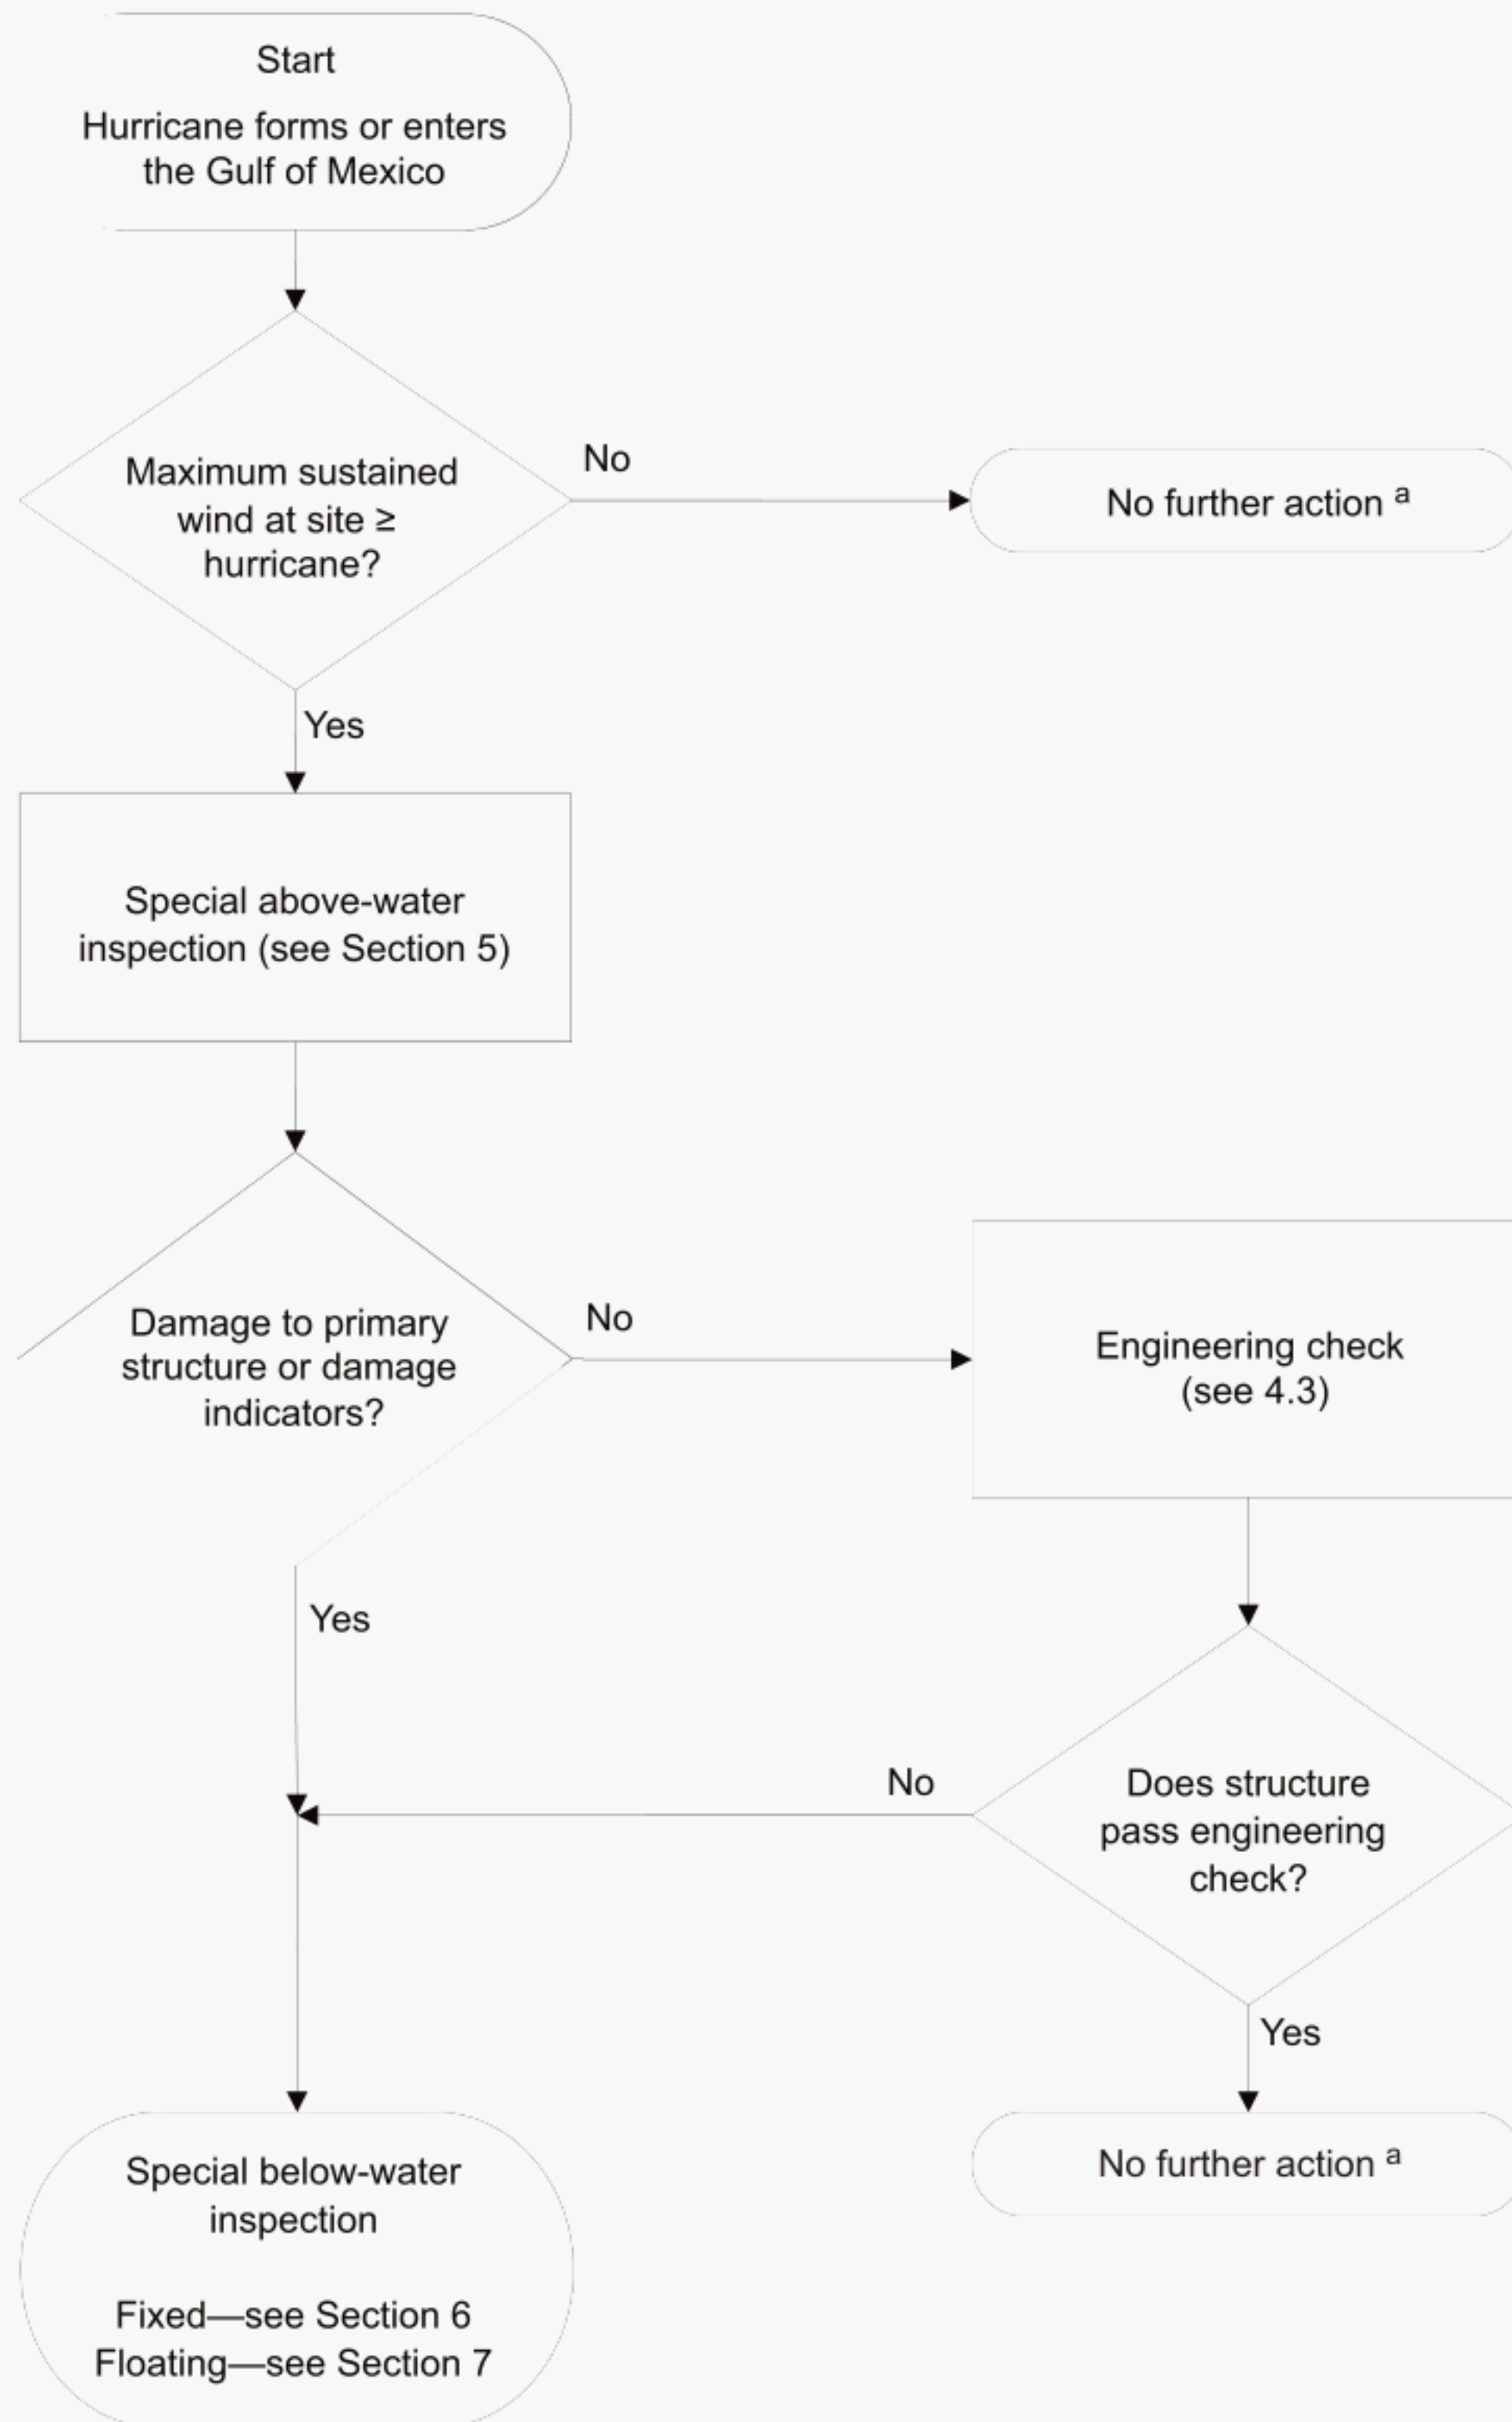 Start
Hurricane forms or enters
the Gulf of Mexico
Maximum sustained
wind at site ≥
hurricane?
No
No further action a
Yes
Special above-water
inspection (see Section 5)
Damage to primary
structure or damage
indicators?
No
Engineering check
(see 4.3)
Yes
No
Does structure
pass engineering
check?
Yes
No further action a
Special below-water
inspection
Fixed—see Section 6
Floating—see Section 7